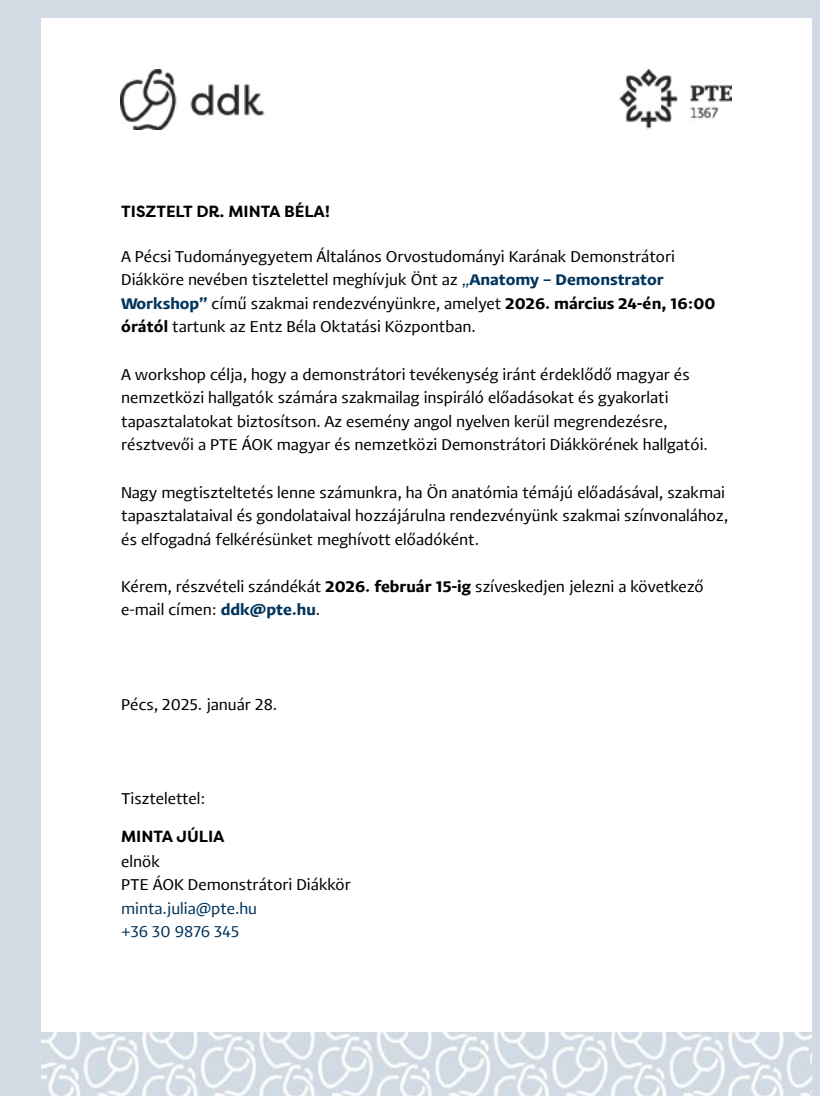 ddk
PTE
1367
TISZTELT DR. MINTA BÉLA!
A Pécsi Tudományegyetem Általános Orvostudományi Karának Demonstrátori
Diákköre nevében tisztelettel meghívjuk Önt az „Anatomy – Demonstrator
Workshop” című szakmai rendezvényünkre, amelyet 2026. március 24-én, 16:00
órától tartunk az Entz Béla Oktatási Központban.
A workshop célja, hogy a demonstrátori tevékenység iránt érdeklődő magyar és
nemzetközi hallgatók számára szakmailag inspiráló előadásokat és gyakorlati
tapasztalatokat biztosítson. Az esemény angol nyelven kerül megrendezésre,
résztvevői a PTE ÁOK magyar és nemzetközi Demonstrátori Diákkörének hallgatói.
Nagy megtiszteltetés lenne számunkra, ha Ön anatómia témájú előadásával, szakmai
tapasztalataival és gondolataival hozzájárulna rendezvényünk szakmai színvonalához,
és elfogadná felkérésünket meghívott előadóként.
Kérem, részvételi szándékát 2026. február 15-ig szíveskedjen jelezni a következő
e-mail címen: ddk@pte.hu.
Pécs, 2025. január 28.
Tisztelettel:
MINTA JÚLIA
elnök
PTE ÁOK Demonstrátori Diákkör
minta.julia@pte.hu
+36 30 9876 345